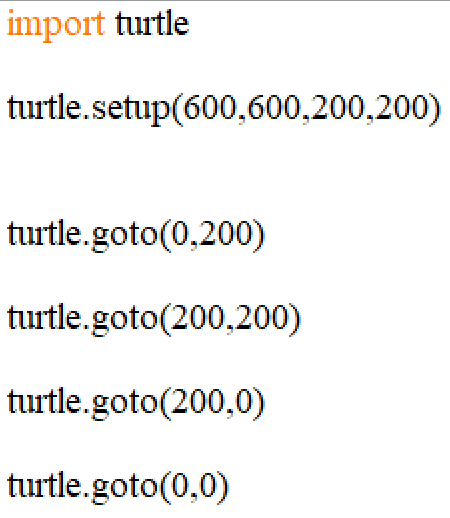 import turtle
turtle.setup(600,600,200,200)
turtle.goto(0,200)
turtle.goto(200,200)
turtle.goto(200,0)
turtle.goto(0,0)